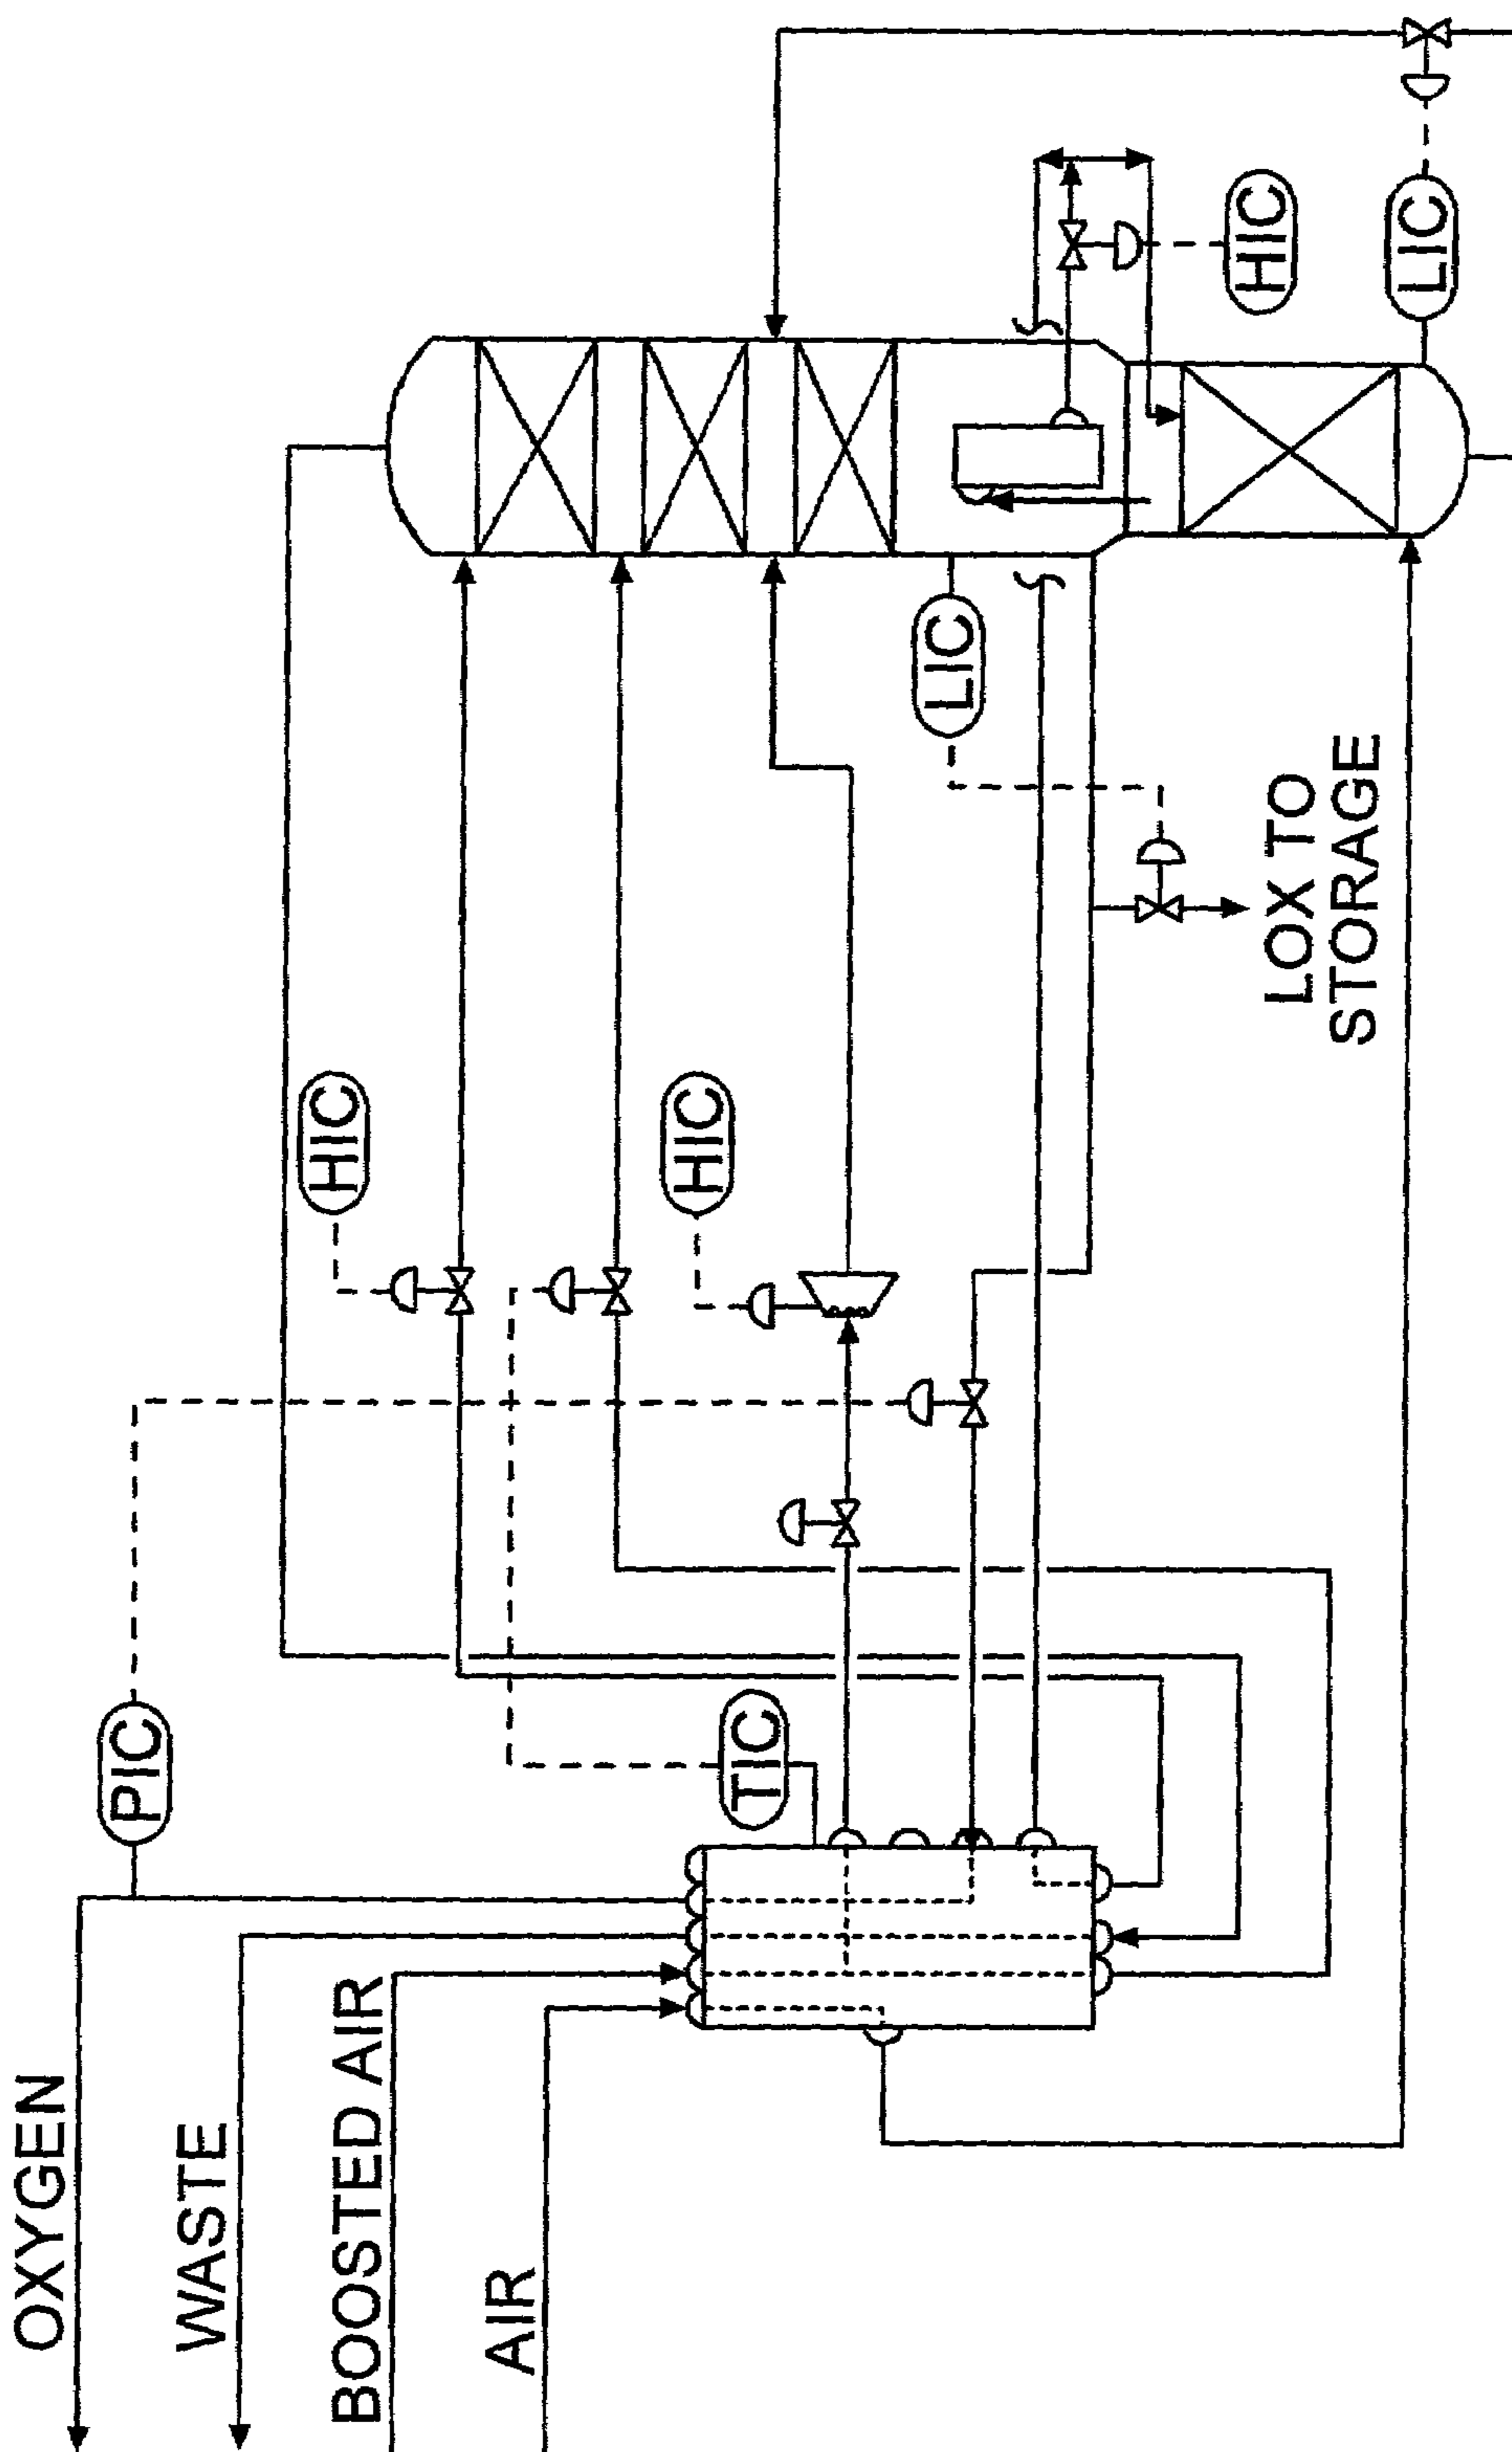 OXYGEN
WASTE
BOOSTED AIR
AIR
PIC
TIC
HIC
HIC
LIC
LOX TO
STORAGE
HIC
LIC